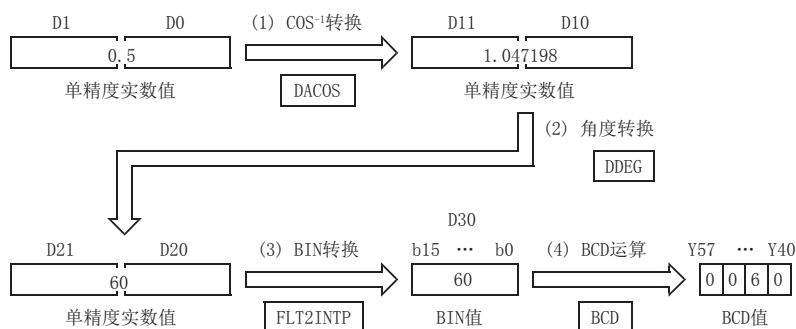 D1 D0 (1) COS⁻¹转换 D11 D10
0.5 1.047198
单精度实数值 DACOS 单精度实数值
(2) 角度转换
DDEG
D30
D21 D20 (3) BIN转换 b15 … b0 (4) BCD运算 Y57 … Y40
60 60 0 0 6 0
单精度实数值 FLT2INTP BIN值 BCD BCD值